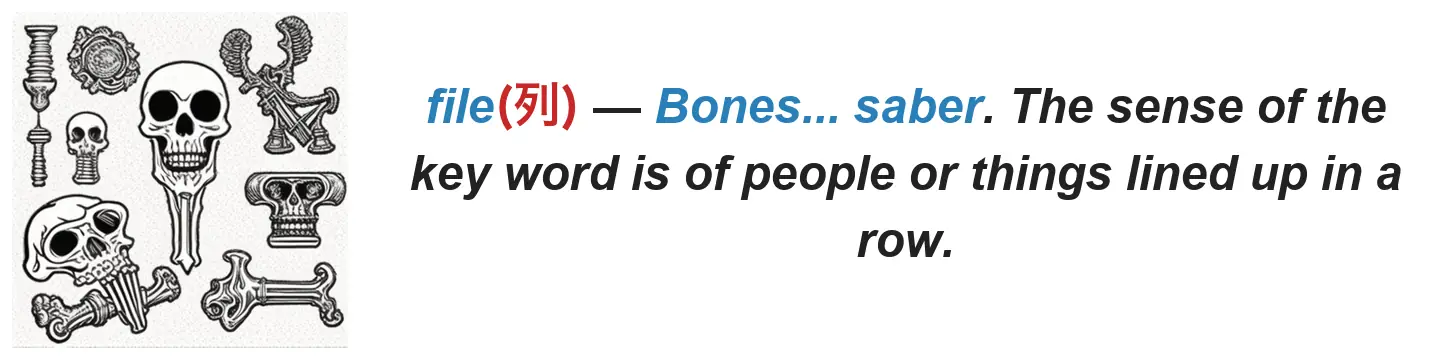 file(列) — Bones... saber. The sense of the
key word is of people or things lined up in a
row.